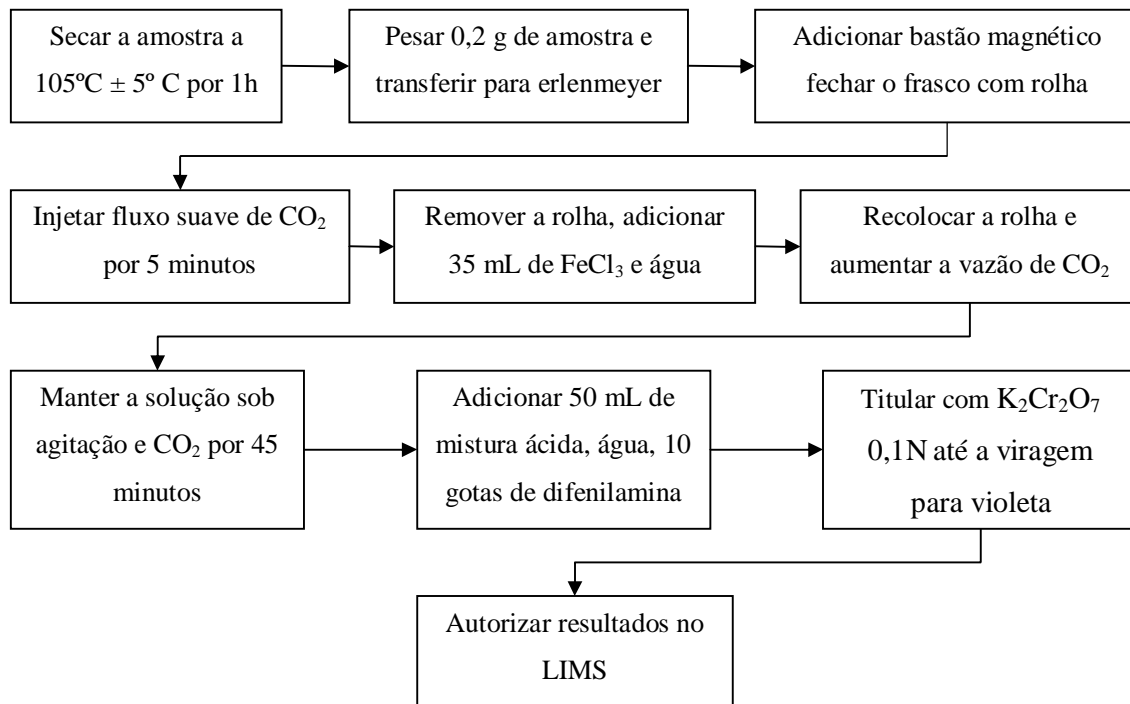 Secar a amostra a
105ºC ± 5º C por 1h
Pesar 0,2 g de amostra e
transferir para erlenmeyer
Adicionar bastão magnético
fechar o frasco com rolha
Injetar fluxo suave de CO₂
por 5 minutos
Remover a rolha, adicionar
35 mL de FeCl₃ e água
Recolocar a rolha e
aumentar a vazão de CO₂
Manter a solução sob
agitação e CO₂ por 45
minutos
Adicionar 50 mL de
mistura ácida, água, 10
gotas de difenilamina
Titular com K₂Cr₂O₇
0,1N até a viragem
para violeta
Autorizar resultados no
LIMS